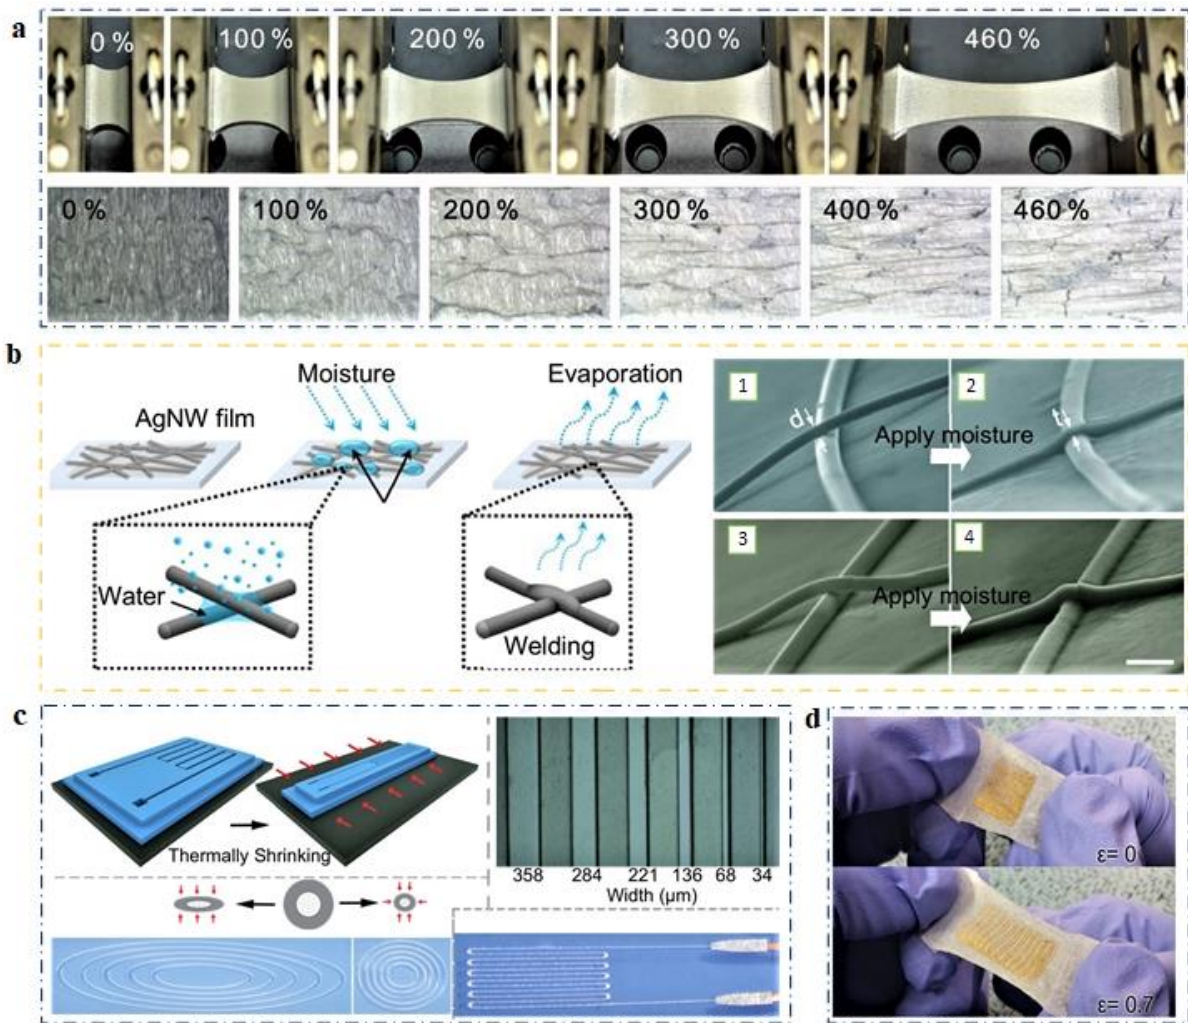 a
0 %
100 %
200 %
300 %
460 %
0 %
100 %
200 %
300 %
400 %
460 %
b
Moisture
Evaporation
AgNW film
Water
Welding
1
2
d
t
Apply moisture
3
4
Apply moisture
c
Thermally Shrinking
358 284 221 136 68 34
Width (μm)
d
ε= 0
ε= 0.7